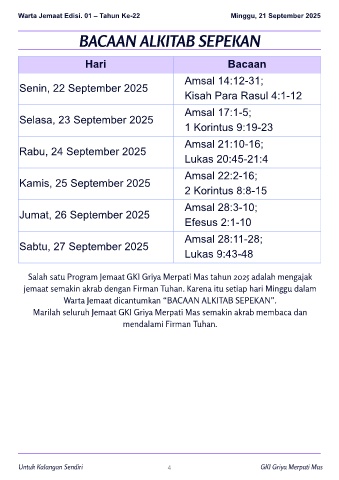 Warta Jemaat Edisi. 01 – Tahun Ke-22 Minggu, 21 September 2025
BACAAN ALKITAB SEPEKAN
Hari Bacaan
Senin, 22 September 2025 Amsal 14:12-31;
Kisah Para Rasul 4:1-12
Selasa, 23 September 2025 Amsal 17:1-5;
1 Korintus 9:19-23
Rabu, 24 September 2025 Amsal 21:10-16;
Lukas 20:45-21:4
Kamis, 25 September 2025 Amsal 22:2-16;
2 Korintus 8:8-15
Jumat, 26 September 2025 Amsal 28:3-10;
Efesus 2:1-10
Sabtu, 27 September 2025 Amsal 28:11-28;
Lukas 9:43-48
Salah satu Program Jemaat GKI Griya Merpati Mas tahun 2025 adalah mengajak
jemaat semakin akrab dengan Firman Tuhan. Karena itu setiap hari Minggu dalam
Warta Jemaat dicantumkan “BACAAN ALKITAB SEPEKAN”.
Marilah seluruh Jemaat GKI Griya Merpati Mas semakin akrab membaca dan
mendalami Firman Tuhan.
Untuk Kalangan Sendiri 4 GKI Griya Merpati Mas